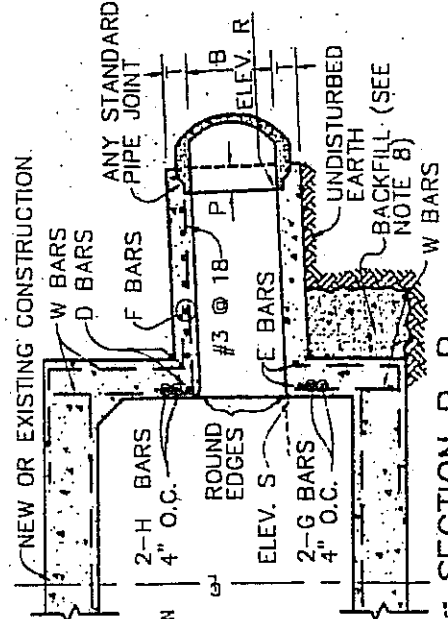 NEW OR EXISTING CONSTRUCTION
W BARS
D BARS
F BARS
ANY STANDARD
PIPE JOINT
B
ELEV. R
P
#3 @ 18
2-H BARS
4" O.C.
ROUND
EDGES
E BARS
ELEV. S
2-G BARS
4" O.C.
UNDISTURBED
EARTH
BACKFILL (SEE
NOTE 8)
W BARS
N
SECTION B-B